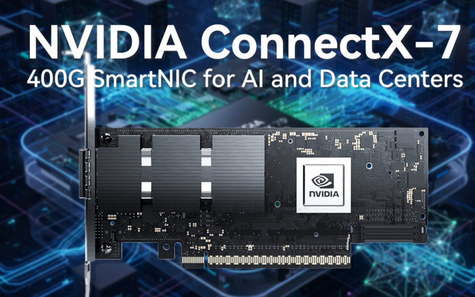 NVIDIA ConnectX-7
400G SmartNIC for AI and Data Centers
NVIDIA